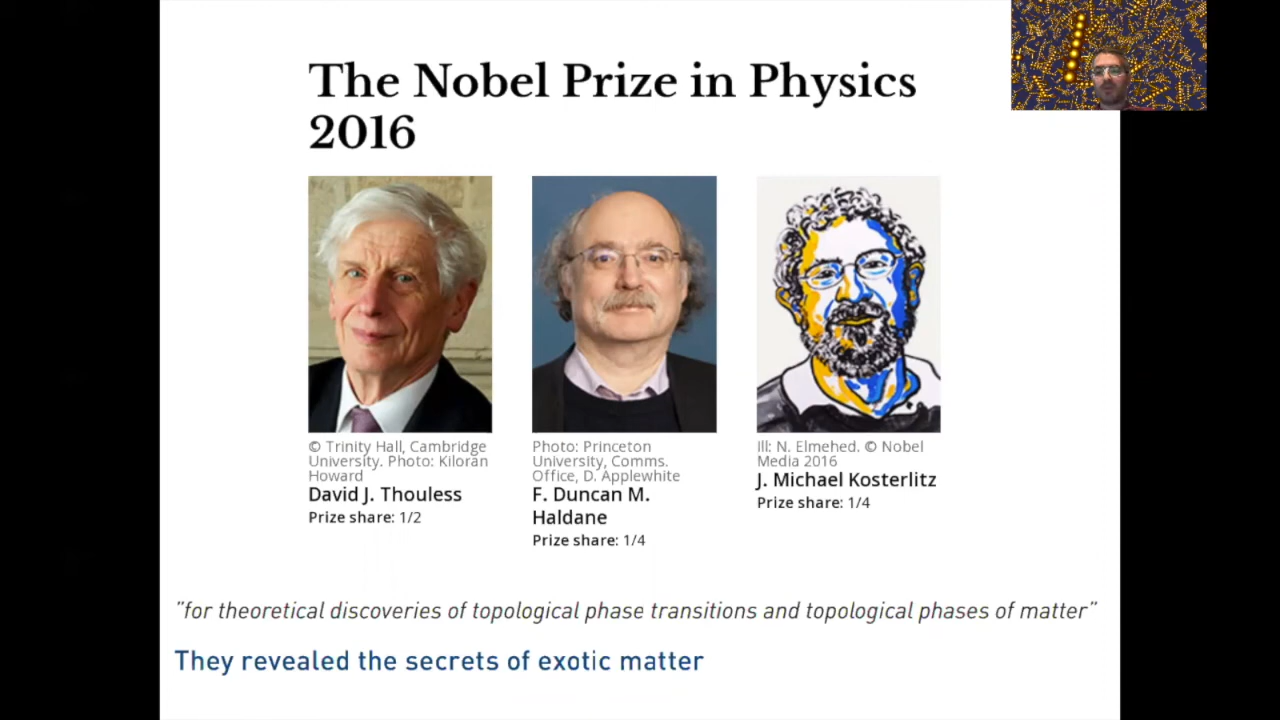 The Nobel Prize in Physics
2016
© Trinity Hall, Cambridge
University. Photo: Kiloran
Howard
David J. Thouless
Prize share: 1/2
Photo: Princeton
University, Comms.
Office, D. Applewhite
F. Duncan M.
Haldane
Prize share: 1/4
Ill: N. Elmehed. © Nobel
Media 2016
J. Michael Kosterlitz
Prize share: 1/4
"for theoretical discoveries of topological phase transitions and topological phases of matter"
They revealed the secrets of exotic matter